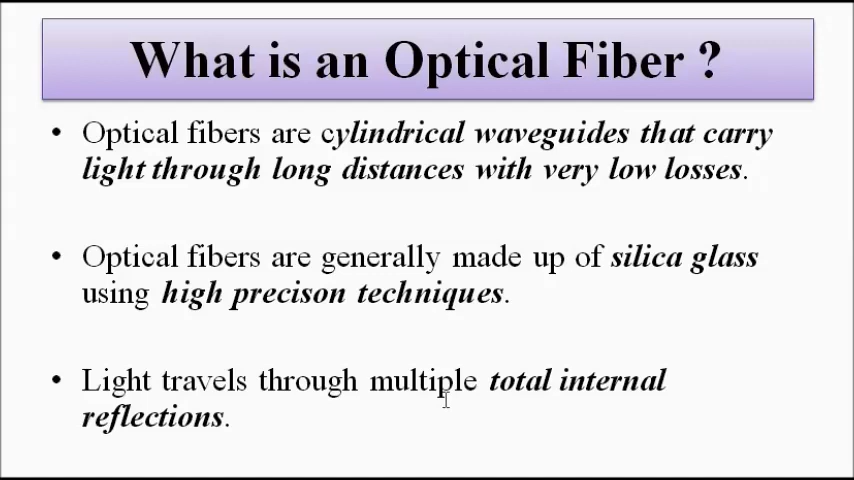 What is an Optical Fiber ?
• Optical fibers are cylindrical waveguides that carry
light through long distances with very low losses.
• Optical fibers are generally made up of silica glass
using high precison techniques.
• Light travels through multiple total internal
reflections.